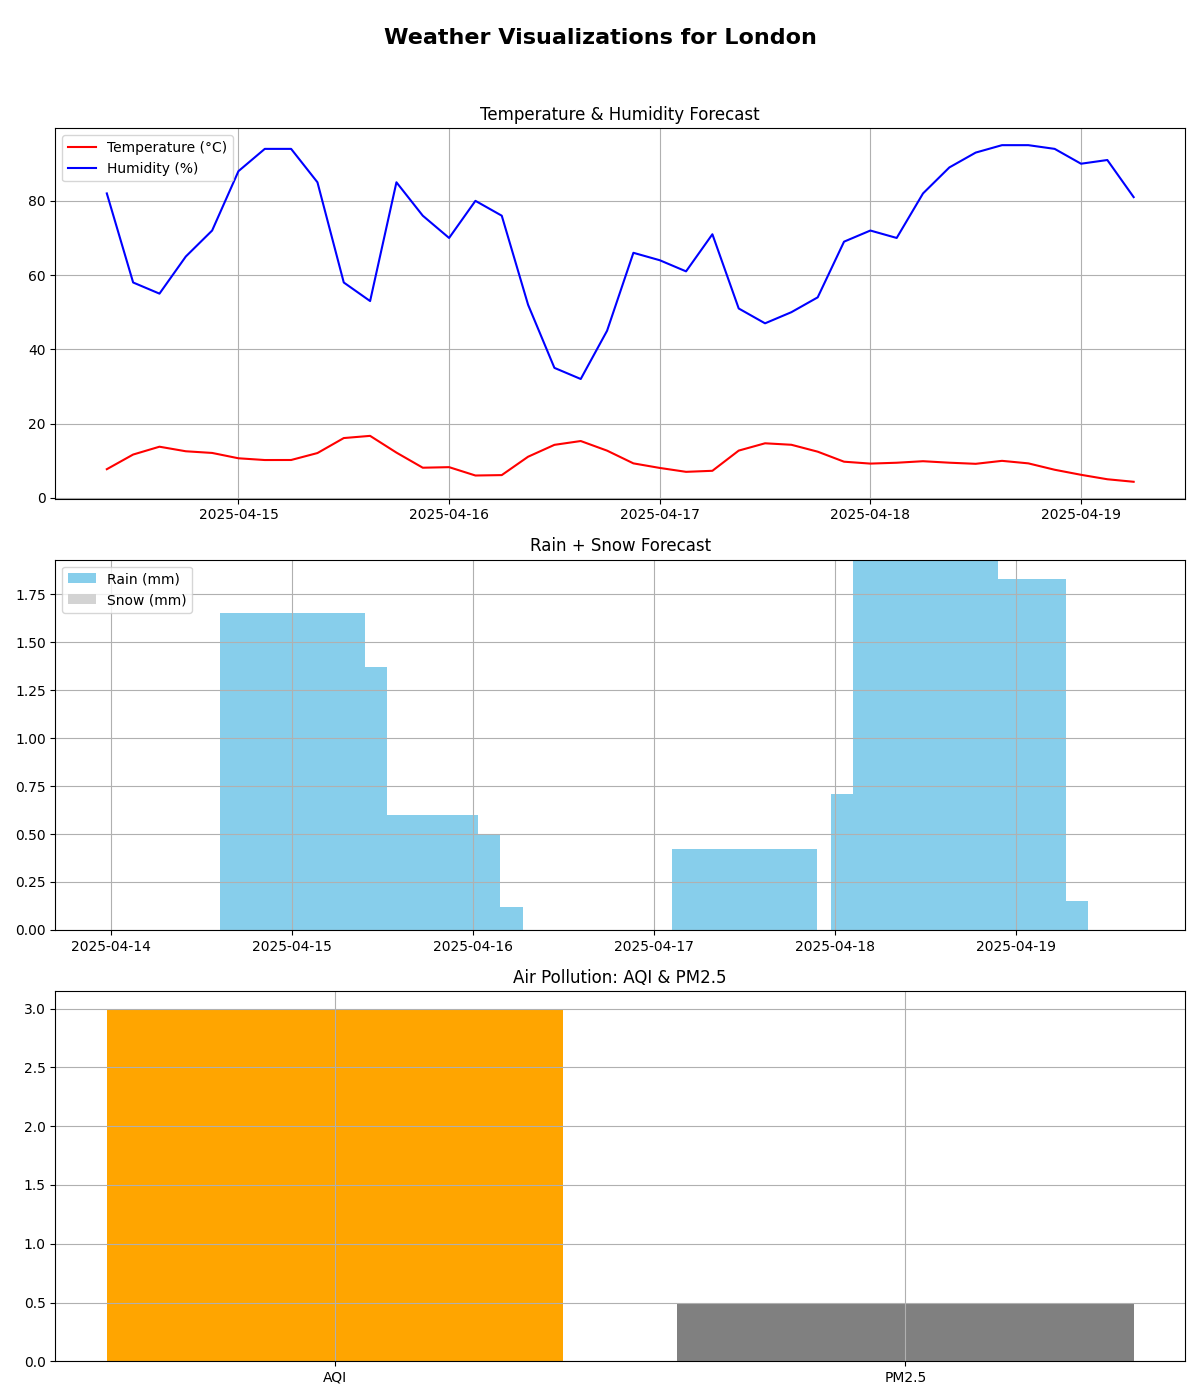 Weather Visualizations for London
Temperature & Humidity Forecast
Temperature (°C)
Humidity (%)
80
60
40
20
0
2025-04-15 2025-04-16 2025-04-17 2025-04-18 2025-04-19
Rain + Snow Forecast
Rain (mm)
Snow (mm)
1.75
1.50
1.25
1.00
0.75
0.50
0.25
0.00
2025-04-14 2025-04-15 2025-04-16 2025-04-17 2025-04-18 2025-04-19
Air Pollution: AQI & PM2.5
3.0
2.5
2.0
1.5
1.0
0.5
0.0
AQI PM2.5